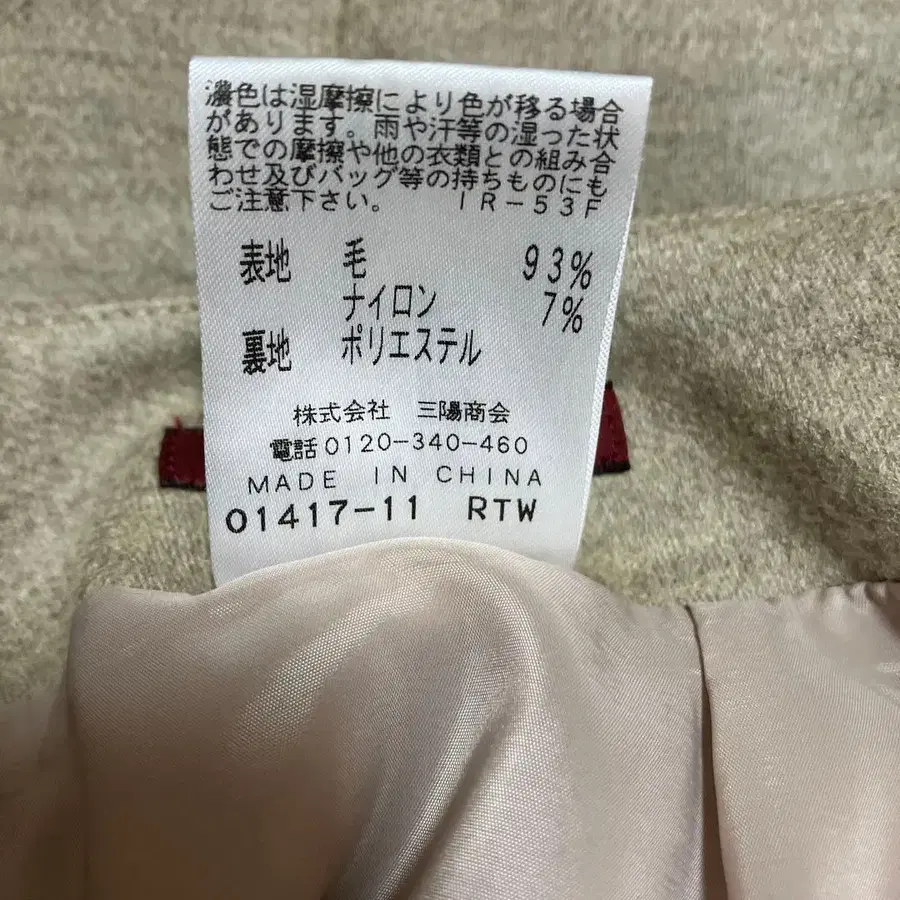 濃色は湿摩擦により色が移る場合
があります。雨や汗等の湿った状
態での摩擦や他の衣類との組み合
わせ及びバッグ等の持ちものにも
ご注意下さい。 IR-53F
表地 毛 93%
ナイロン 7%
裏地 ポリエステル
株式会社 三陽商会
電話0120-340-460
MADE IN CHINA
01417-11 RTW